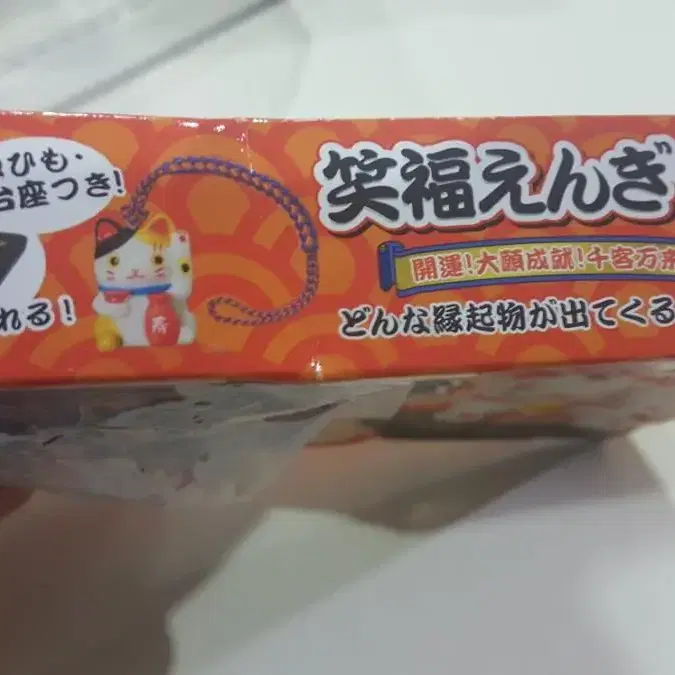 ひも・
台座つき!
れる!
笑福えんぎ
開運!大願成就!千客万来
どんな縁起物が出てくる
寿